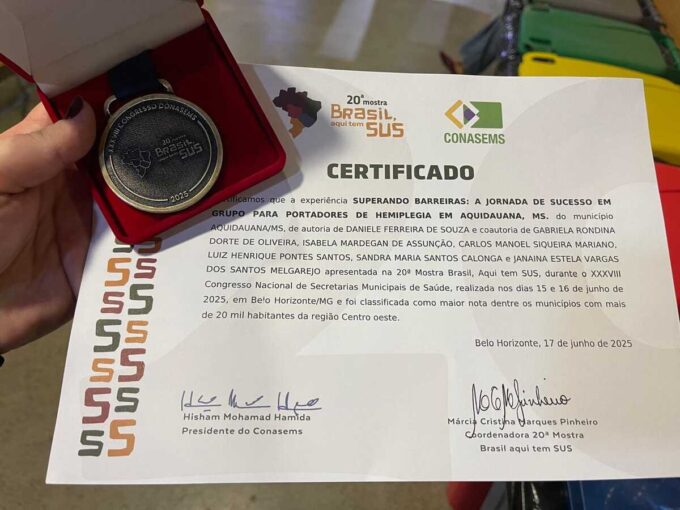 XXXVIII CONGRESSO CONASEMS
20ª mostra
Brasil,
aqui tem SUS
2025
20ª mostra
Brasil,
aqui tem SUS
CONASEMS
CERTIFICADO
Certificamos que a experiência SUPERANDO BARREIRAS: A JORNADA DE SUCESSO EM
GRUPO PARA PORTADORES DE HEMIPLEGIA EM AQUIDAUANA, MS. do município
AQUIDAUANA/MS, de autoria de DANIELE FERREIRA DE SOUZA e coautoria de GABRIELA RONDINA
DORTE DE OLIVEIRA, ISABELA MARDEGAN DE ASSUNÇÃO, CARLOS MANOEL SIQUEIRA MARIANO,
LUIZ HENRIQUE PONTES SANTOS, SANDRA MARIA SANTOS CALONGA e JANAINA ESTELA VARGAS
DOS SANTOS MELGAREJO apresentada na 20ª Mostra Brasil, Aqui tem SUS, durante o XXXVIII
Congresso Nacional de Secretarias Municipais de Saúde, realizada nos dias 15 e 16 de junho de
2025, em Belo Horizonte/MG e foi classificada como maior nota dentre os municípios com mais
de 20 mil habitantes da região Centro oeste.
Belo Horizonte, 17 de junho de 2025
Hisham Mohamad Hamida
Presidente do Conasems
Márcia Cristina Marques Pinheiro
Coordenadora 20ª Mostra
Brasil aqui tem SUS